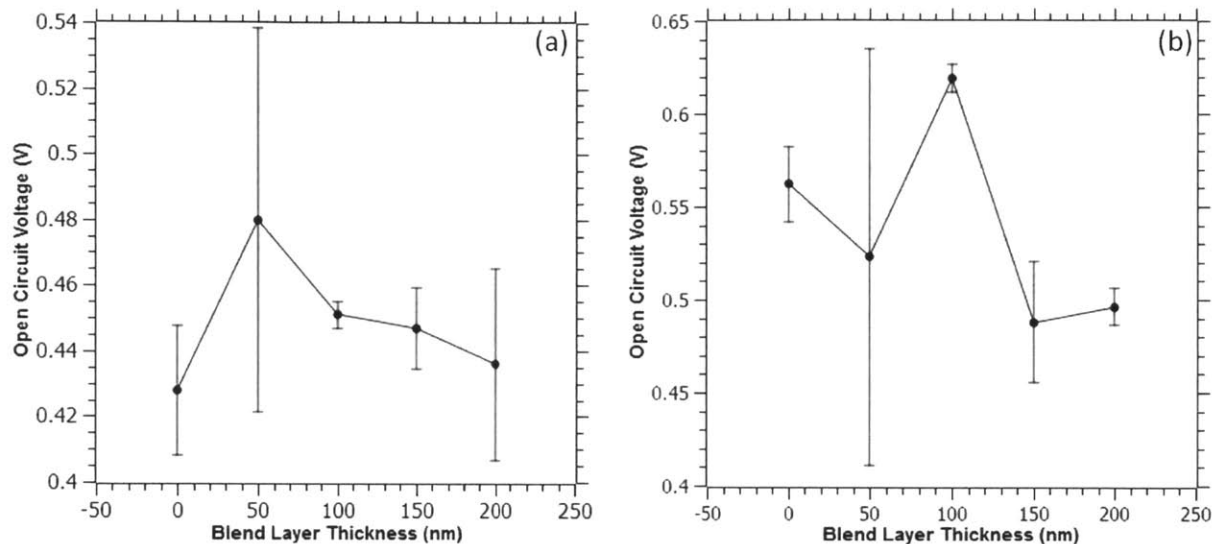 (a)
0.54
0.52
0.5
0.48
0.46
0.44
0.42
0.4
Open Circuit Voltage (V)
-50 0 50 100 150 200 250
Blend Layer Thickness (nm)
(b)
0.65
0.6
0.55
0.5
0.45
0.4
Open Circuit Voltage (V)
-50 0 50 100 150 200 250
Blend Layer Thickness (nm)